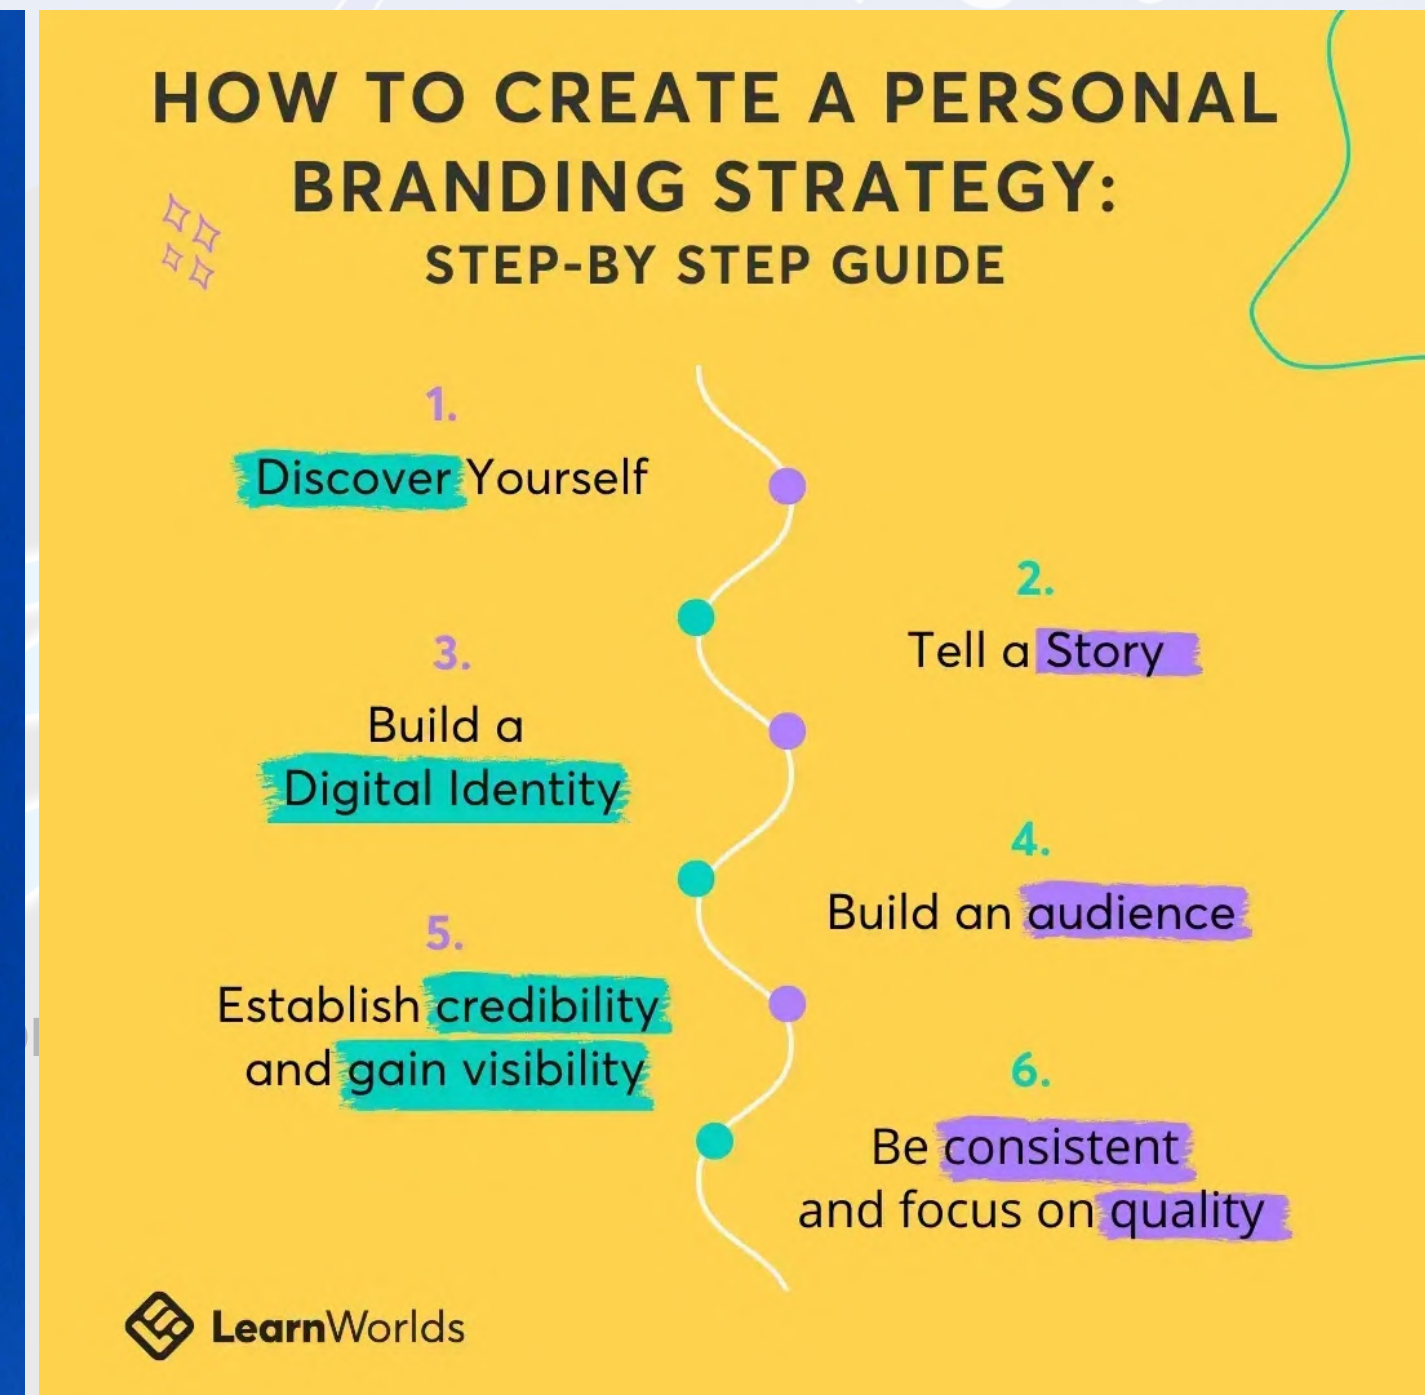 HOW TO CREATE A PERSONAL
BRANDING STRATEGY:
STEP-BY STEP GUIDE
1.
Discover Yourself
2.
Tell a Story
3.
Build a
Digital Identity
4.
Build an audience
5.
Establish credibility
and gain visibility
6.
Be consistent
and focus on quality
LearnWorlds